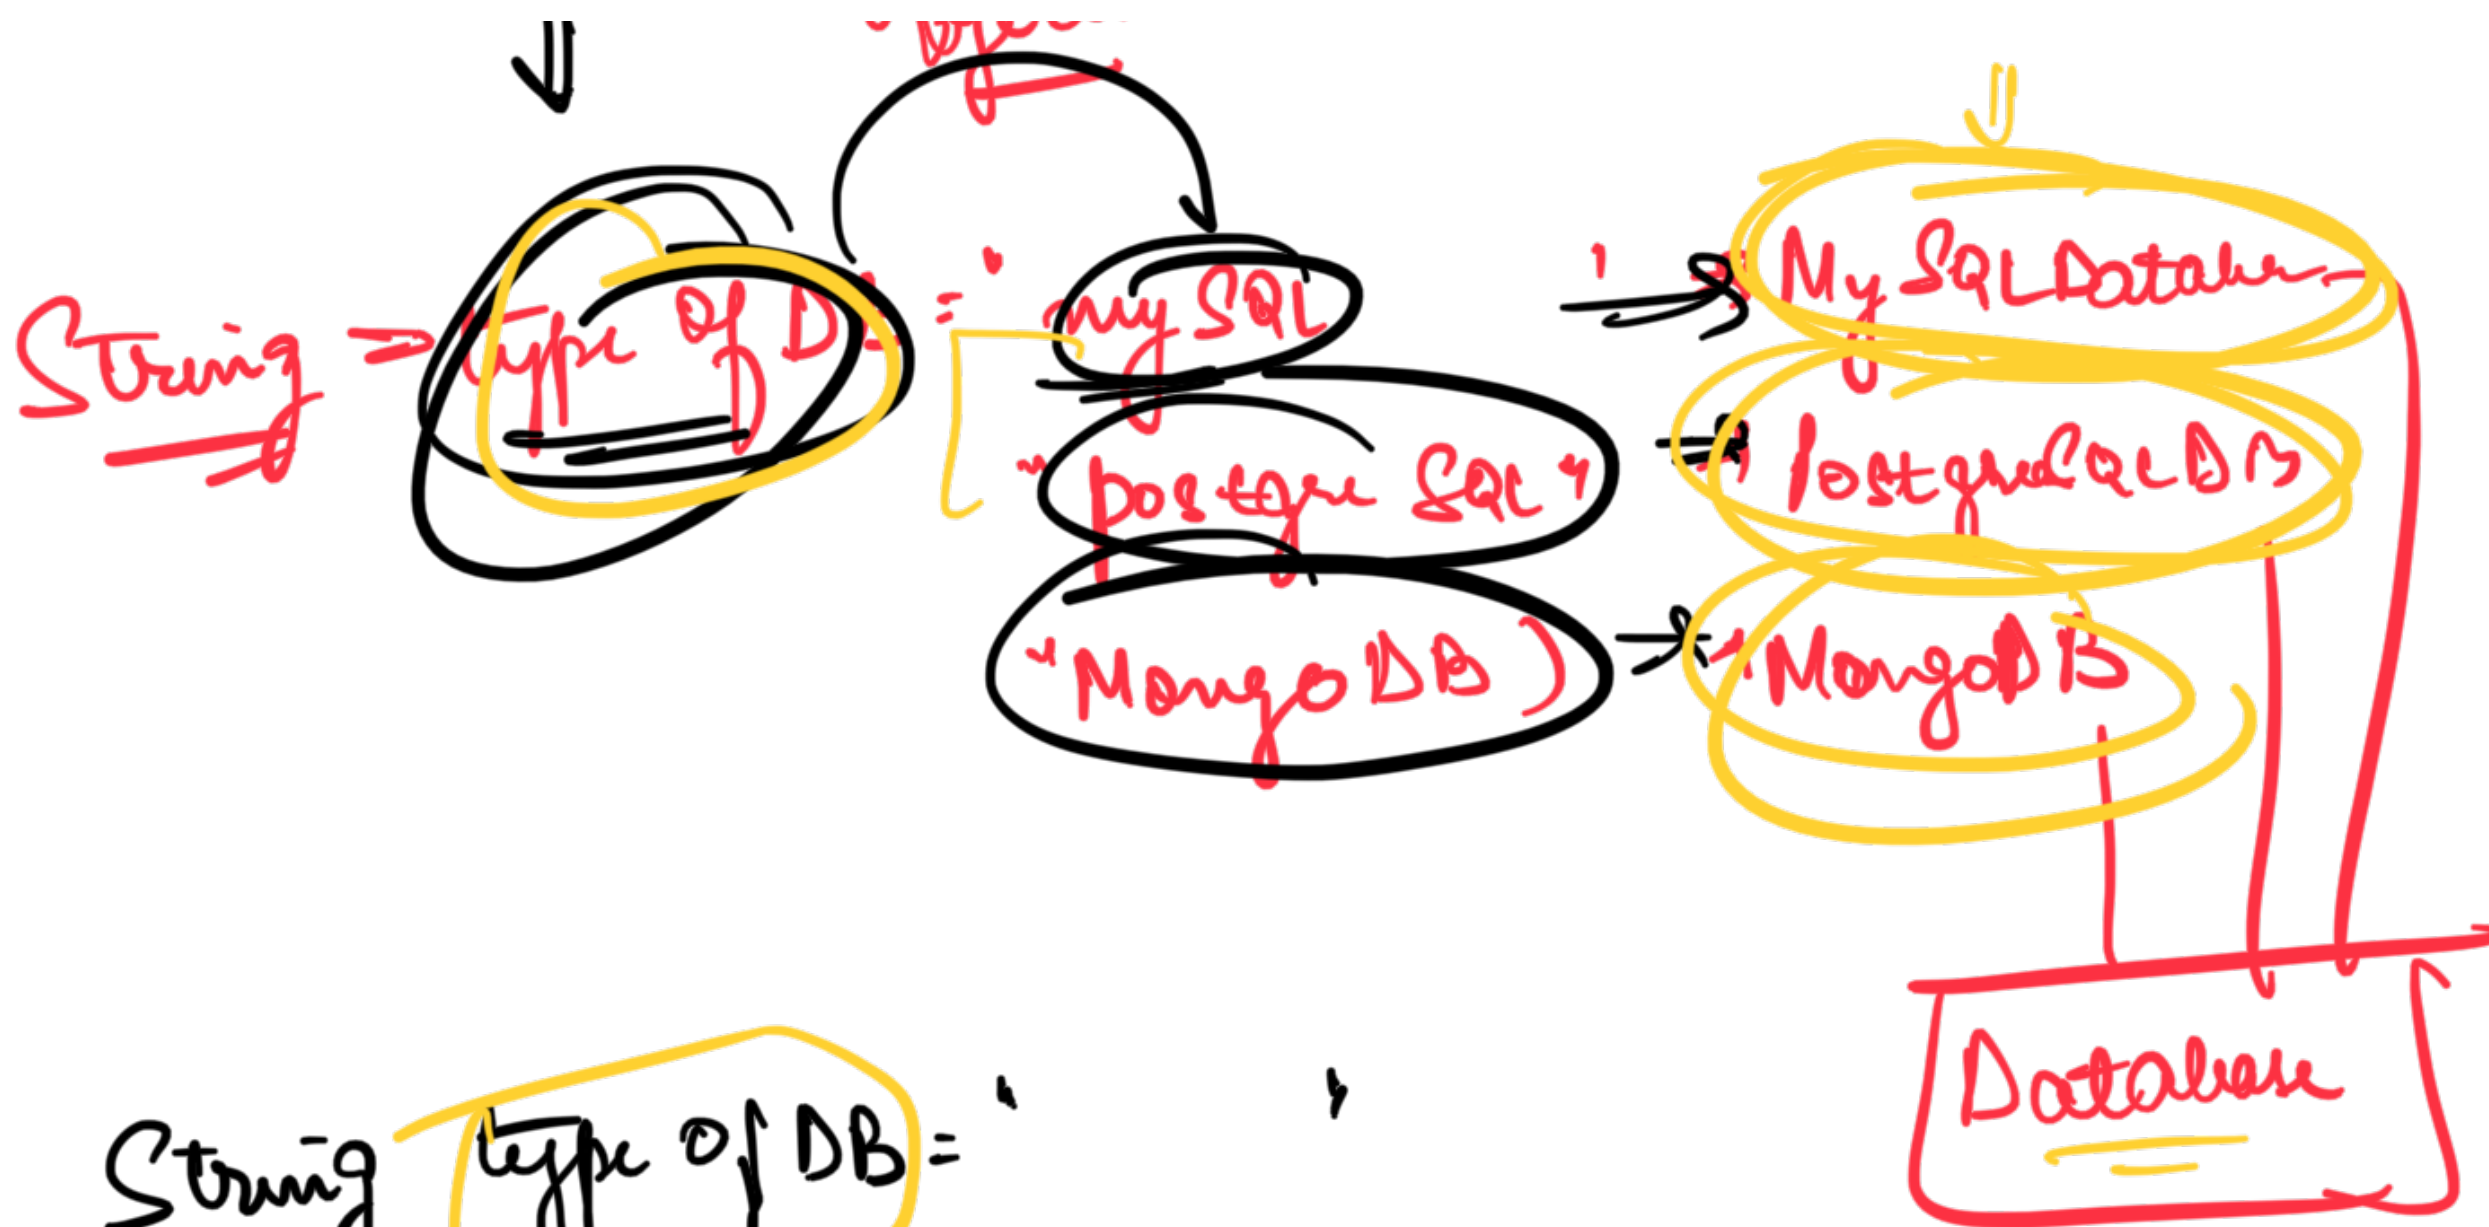 String typeOfDB = "mySQL" → MySQLDatabase
"postgreSQL" → PostgreSQLDB
"MongoDB) → MongoDB
Database
String typeOfDB = " "